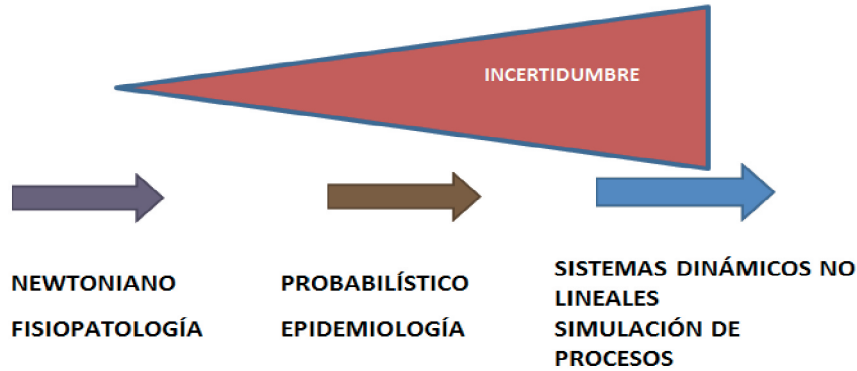 INCERTIDUMBRE
NEWTONIANO
FISIOPATOLOGÍA
PROBABILÍSTICO
EPIDEMIOLOGÍA
SISTEMAS DINÁMICOS NO
LINEALES
SIMULACIÓN DE
PROCESOS